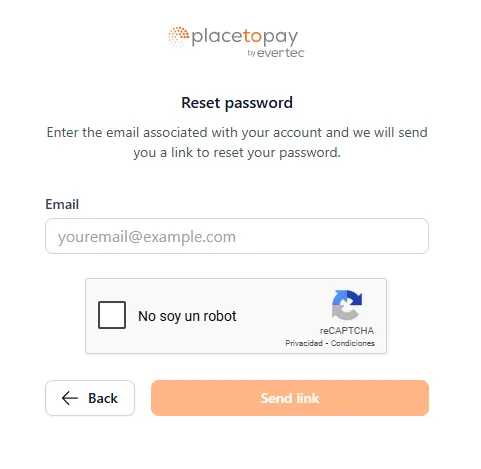 placetopay
by evertec
Reset password
Enter the email associated with your account and we will send
you a link to reset your password.
Email
youremail@example.com
No soy un robot
reCAPTCHA
Privacidad - Condiciones
Back
Send link